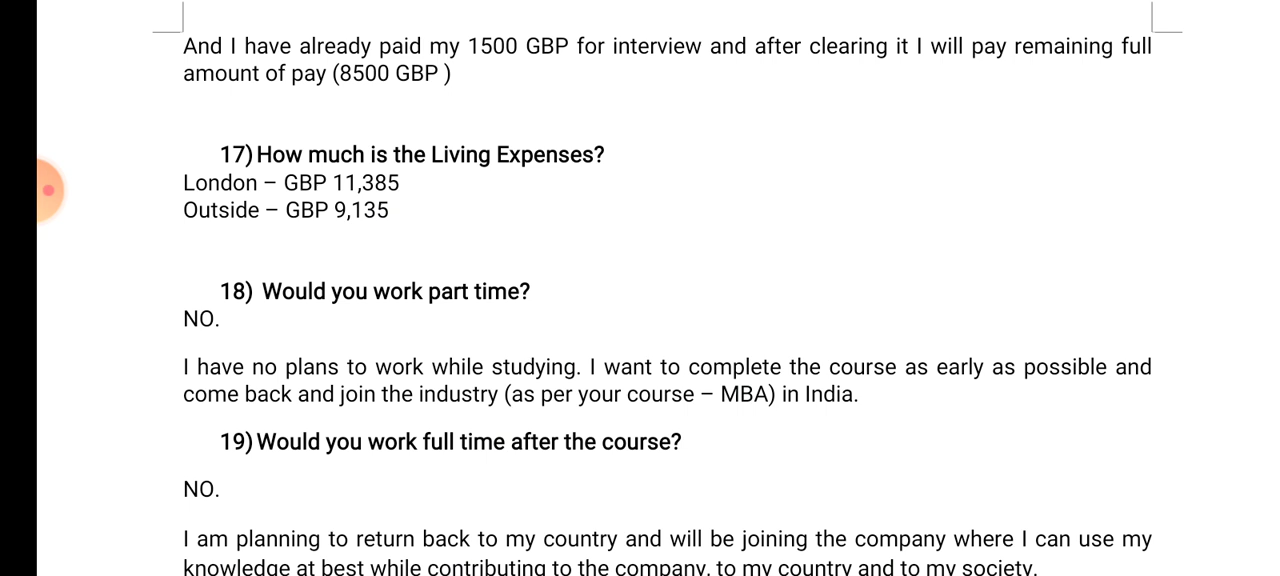 And I have already paid my 1500 GBP for interview and after clearing it I will pay remaining full
amount of pay (8500 GBP )
17) How much is the Living Expenses?
London – GBP 11,385
Outside – GBP 9,135
18) Would you work part time?
NO.
I have no plans to work while studying. I want to complete the course as early as possible and
come back and join the industry (as per your course – MBA) in India.
19) Would you work full time after the course?
NO.
I am planning to return back to my country and will be joining the company where I can use my
knowledge at best while contributing to the company, to my country and to my society.